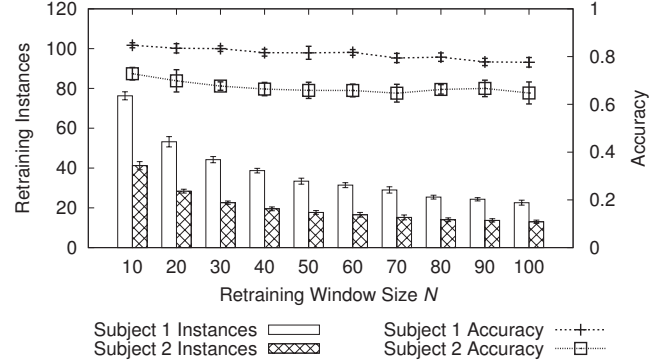 120
100
80
60
40
20
0
Retraining Instances
1
0.8
0.6
0.4
0.2
0
Accuracy
10 20 30 40 50 60 70 80 90 100
Retraining Window Size N
Subject 1 Instances
Subject 2 Instances
Subject 1 Accuracy
Subject 2 Accuracy